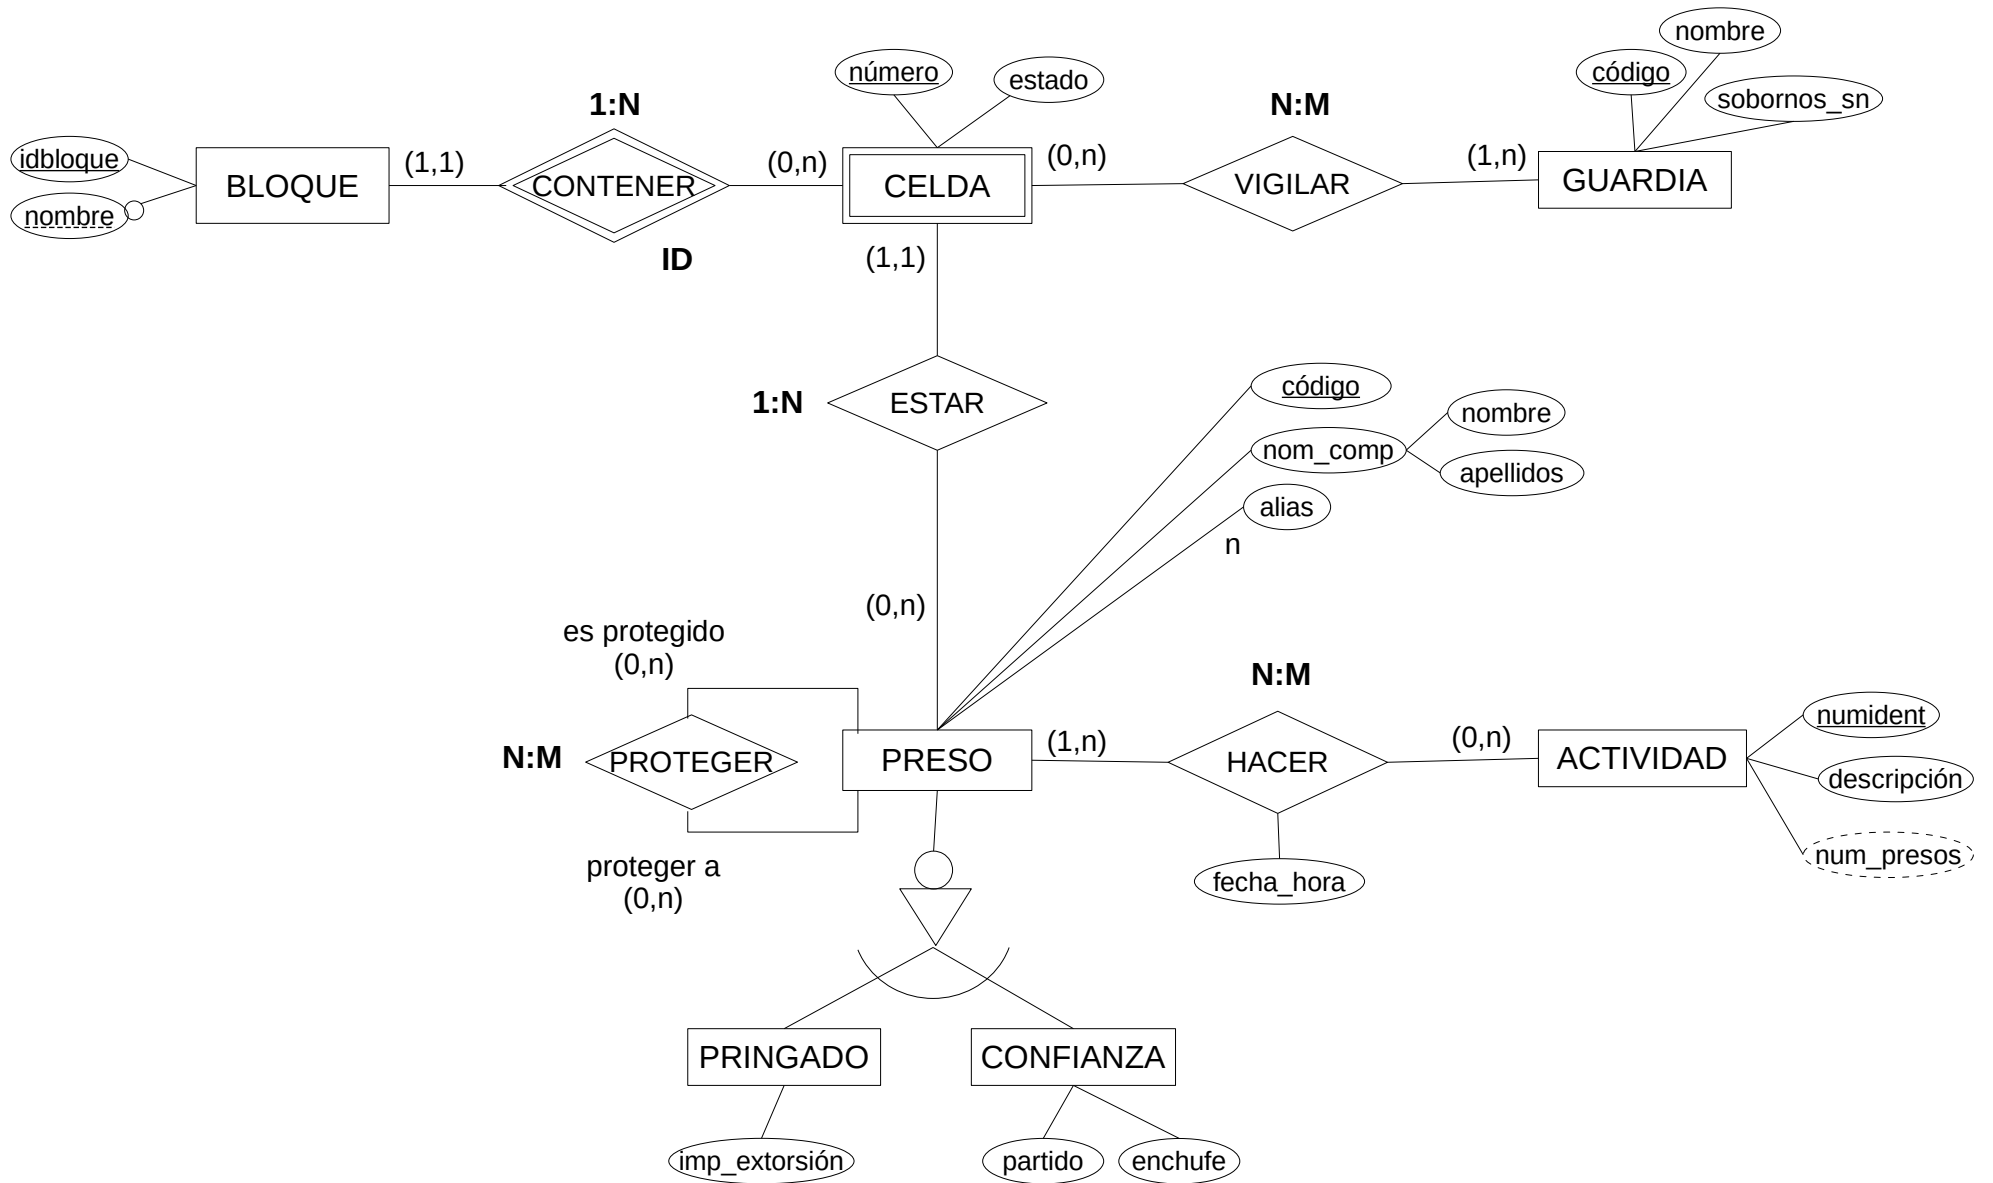 nombre
número
estado
código
sobornos_sn
1:N
N:M
idbloque
nombre
BLOQUE
(1,1)
CONTENER
(0,n)
CELDA
(0,n)
VIGILAR
(1,n)
GUARDIA
ID
(1,1)
1:N
ESTAR
código
nom_comp
nombre
apellidos
alias
n
(0,n)
es protegido
(0,n)
N:M
N:M
PROTEGER
PRESO
(1,n)
HACER
(0,n)
ACTIVIDAD
numident
descripción
num_presos
proteger a
(0,n)
fecha_hora
PRINGADO
CONFIANZA
imp_extorsión
partido
enchufe